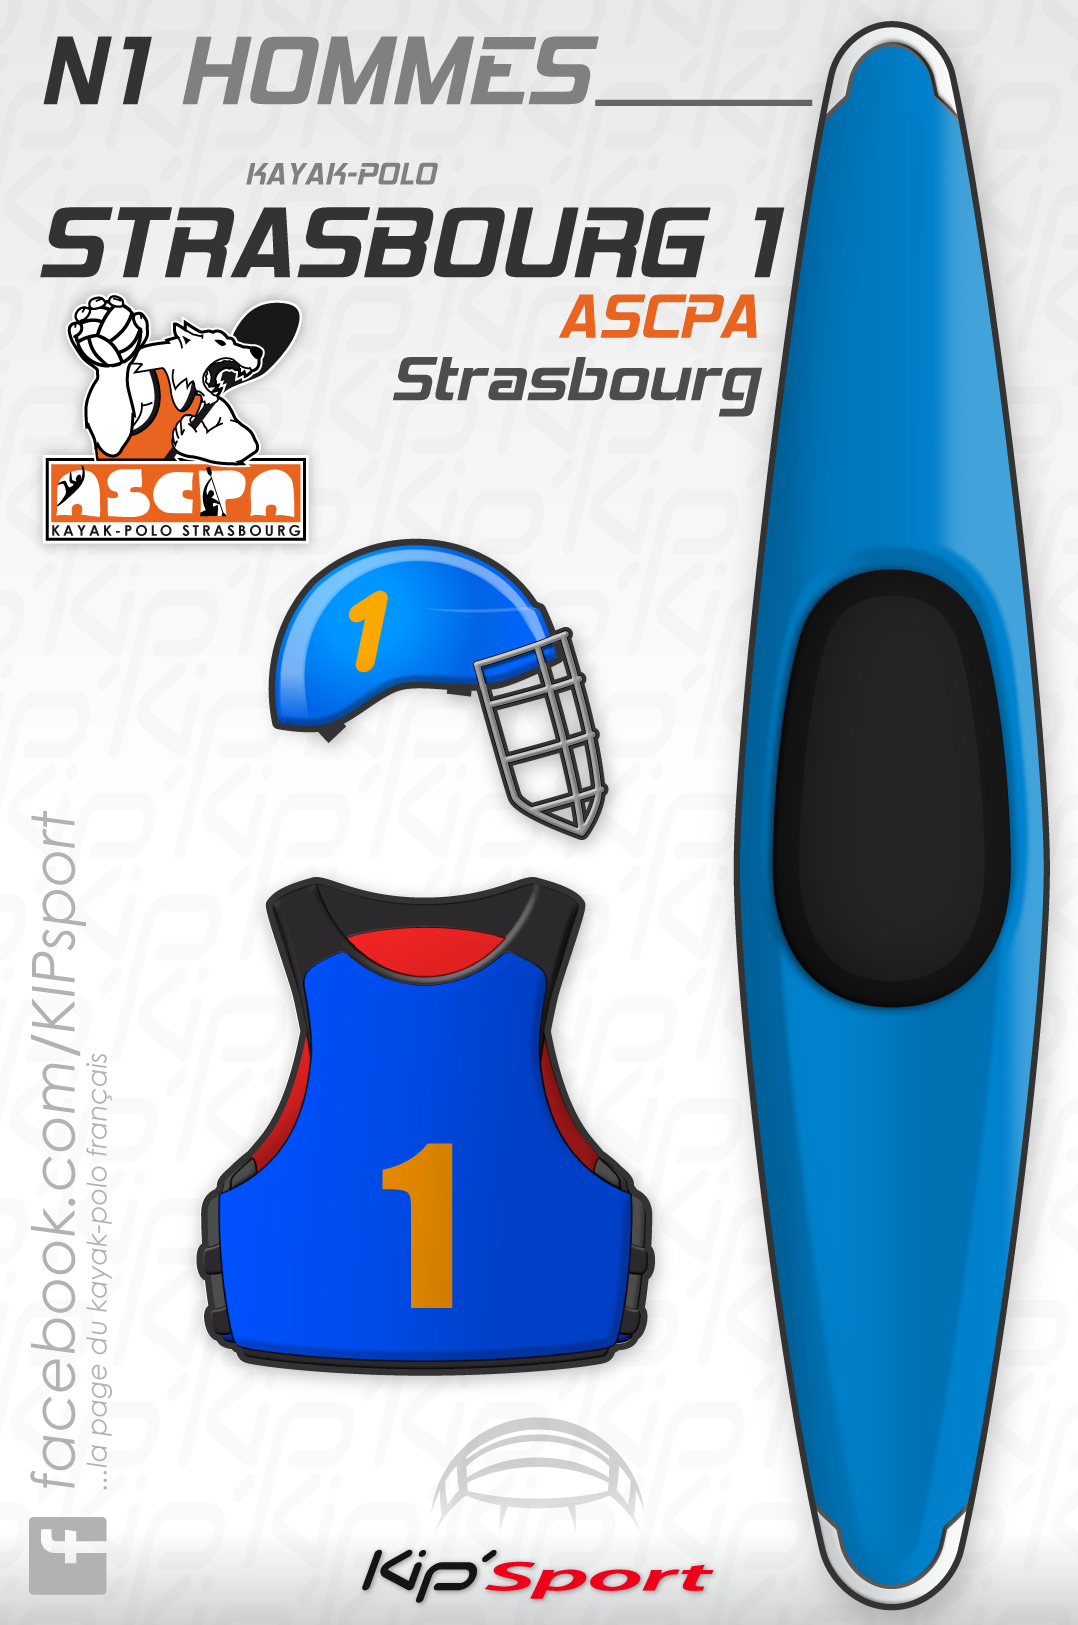 N1 HOMMES
KAYAK-POLO
STRASBOURG 1
ASCPA
Strasbourg
ASCPA
KAYAK-POLO STRASBOURG
1
1
facebook.com/KIPsport
...la page du kayak-polo français
f
Kip'Sport